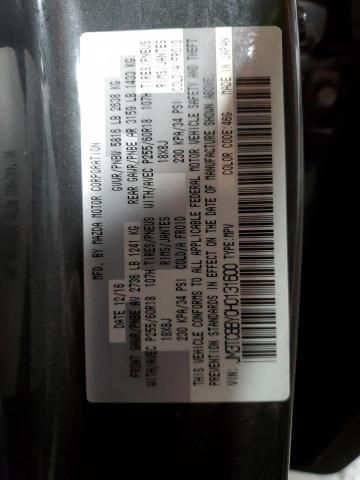 MFD. BY MAZDA MOTOR CORPORATION
DATE 12/16 GVWR/PNBV 5816 LB 2638 KG
FRONT GAWR/PNBE AV 2736 LB 1241 KG REAR GAWR/PNBE AR 3159 LB 1433 KG
WITH/AVEC P255/60R18 107H TIRES/PNEUS WITH/AVEC P255/60R18 107H TIRES/PNEUS
18X8J RIMS/JANTES 18X8J RIMS/JANTES
230 KPA/34 PSI COLD/A FROID 230 KPA/34 PSI COLD/A FROID
THIS VEHICLE CONFORMS TO ALL APPLICABLE FEDERAL MOTOR VEHICLE SAFETY AND THEFT
PREVENTION STANDARDS IN EFFECT ON THE DATE OF MANUFACTURE SHOWN ABOVE.
MADE IN JAPAN
JM3TCBBY0H0131600 TYPE:MPV COLOR CODE:46G